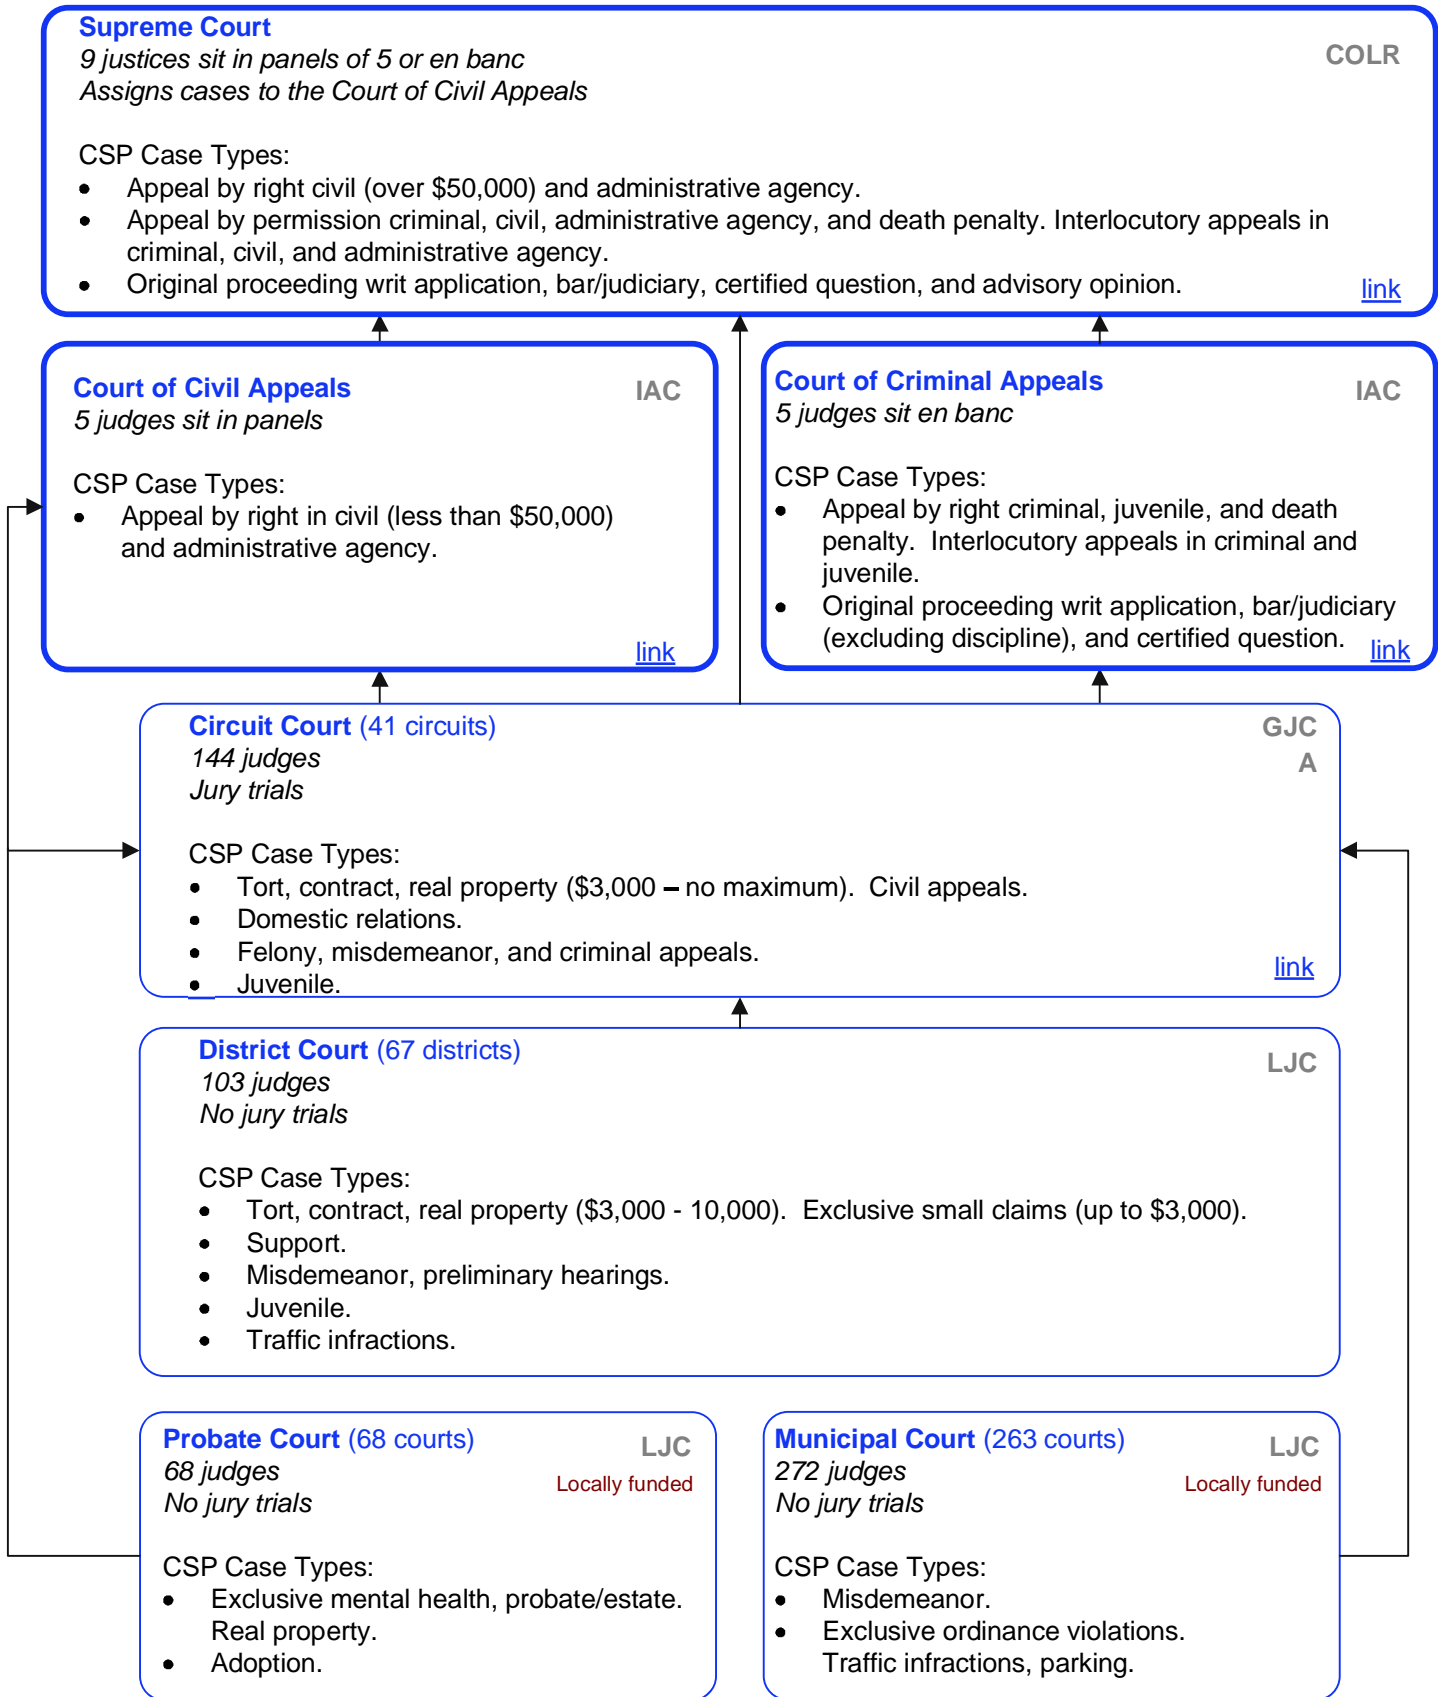 Supreme Court
9 justices sit in panels of 5 or en banc
COLR
Assigns cases to the Court of Civil Appeals
CSP Case Types:
• Appeal by right civil (over $50,000) and administrative agency.
• Appeal by permission criminal, civil, administrative agency, and death penalty. Interlocutory appeals in
criminal, civil, and administrative agency.
• Original proceeding writ application, bar/judiciary, certified question, and advisory opinion.
link
Court of Civil Appeals
IAC
5 judges sit in panels
CSP Case Types:
• Appeal by right in civil (less than $50,000)
and administrative agency.
link
Court of Criminal Appeals
IAC
5 judges sit en banc
CSP Case Types:
• Appeal by right criminal, juvenile, and death
penalty.  Interlocutory appeals in criminal and
juvenile.
• Original proceeding writ application, bar/judiciary
(excluding discipline), and certified question.
link
Circuit Court (41 circuits)
GJC
144 judges
A
Jury trials
CSP Case Types:
• Tort, contract, real property ($3,000 – no maximum).  Civil appeals.
• Domestic relations.
• Felony, misdemeanor, and criminal appeals.
• Juvenile.
link
District Court (67 districts)
LJC
103 judges
No jury trials
CSP Case Types:
• Tort, contract, real property ($3,000 - 10,000).  Exclusive small claims (up to $3,000).
• Support.
• Misdemeanor, preliminary hearings.
• Juvenile.
• Traffic infractions.
Probate Court (68 courts)
LJC
68 judges
Locally funded
No jury trials
CSP Case Types:
• Exclusive mental health, probate/estate.
Real property.
• Adoption.
Municipal Court (263 courts)
LJC
272 judges
Locally funded
No jury trials
CSP Case Types:
• Misdemeanor.
• Exclusive ordinance violations.
Traffic infractions, parking.